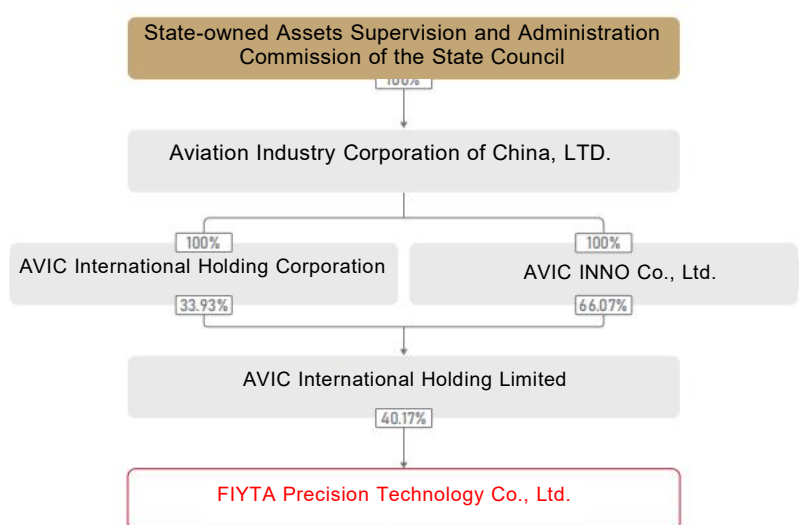 State-owned Assets Supervision and Administration
Commission of the State Council
100%
Aviation Industry Corporation of China, LTD.
100%
100%
AVIC International Holding Corporation
AVIC INNO Co., Ltd.
33.93%
66.07%
AVIC International Holding Limited
40.17%
FIYTA Precision Technology Co., Ltd.